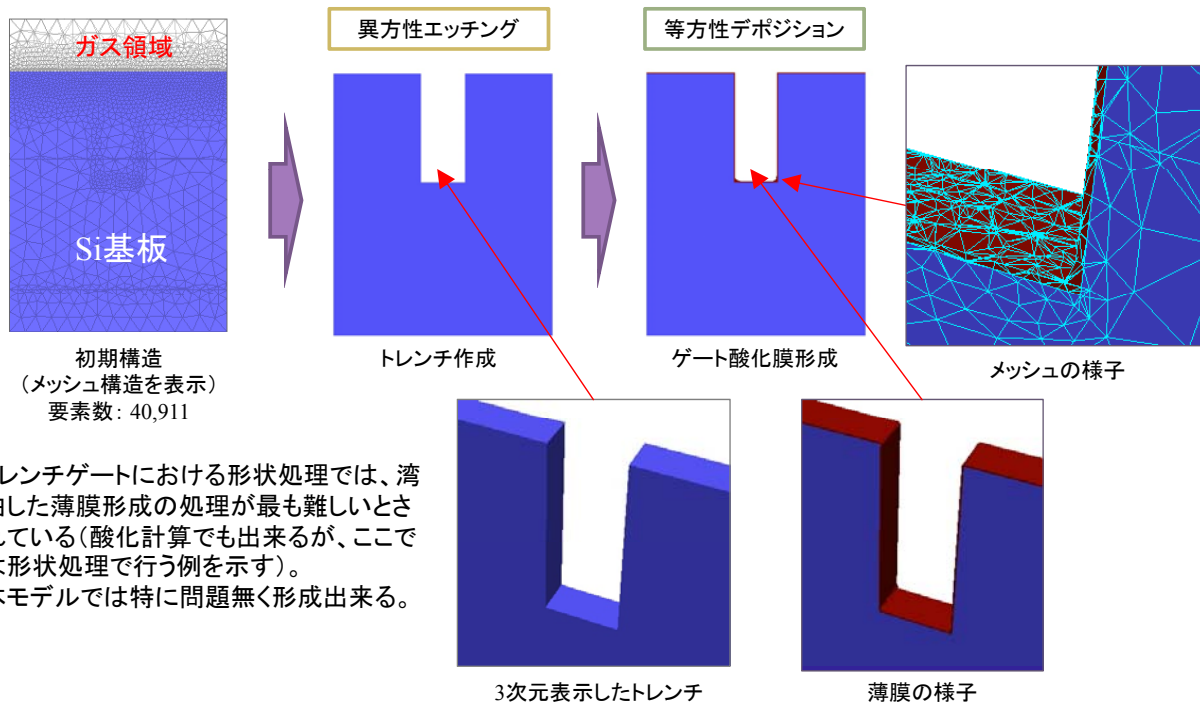 ガス領域
Si基板
初期構造
(メッシュ構造を表示)
要素数: 40,911
異方性エッチング
トレンチ作成
等方性デポジション
ゲート酸化膜形成
メッシュの様子
レンチゲートにおける形状処理では、湾
した薄膜形成の処理が最も難しいとさ
ている(酸化計算でも出来るが、ここで
形状処理で行う例を示す)。
モデルでは特に問題無く形成出来る。
3次元表示したトレンチ
薄膜の様子